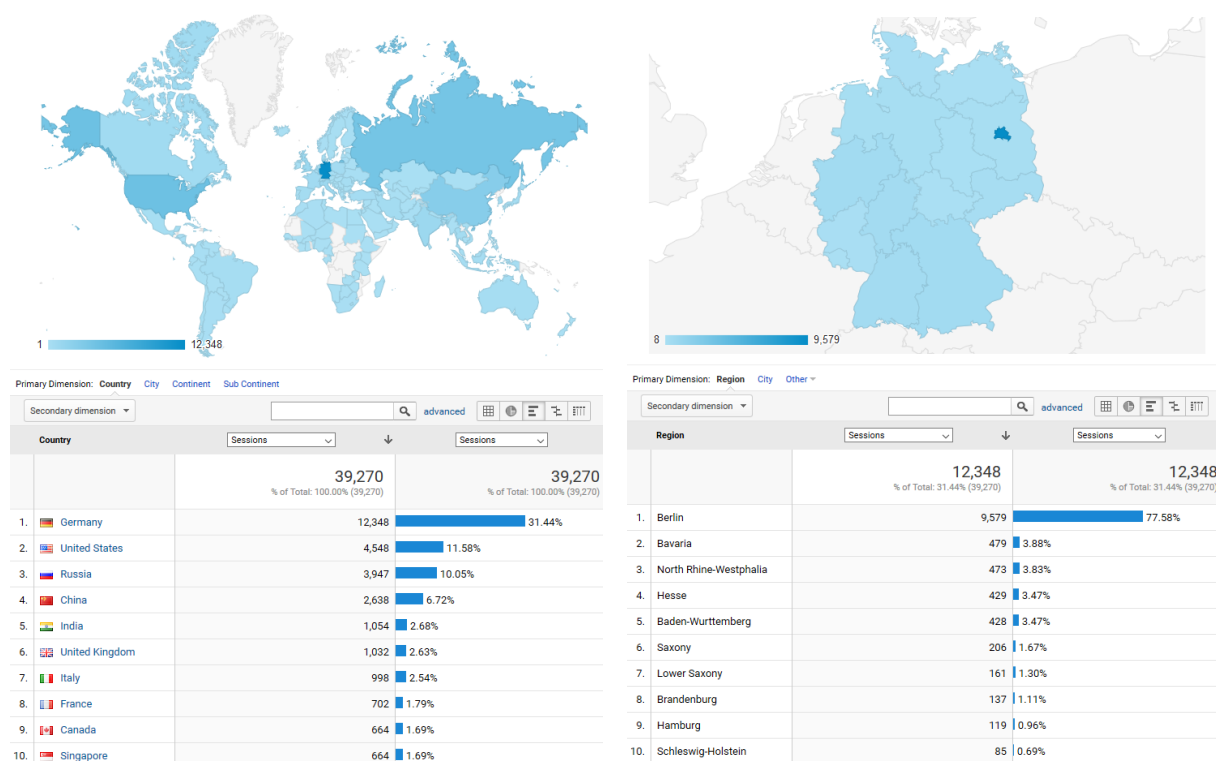 1 12,348
Primary Dimension: Country City Continent Sub Continent
Secondary dimension advanced
Country Sessions Sessions
39,270 39,270
% of Total: 100.00% (39,270) % of Total: 100.00% (39,270)
1. Germany 12,348 31.44%
2. United States 4,548 11.58%
3. Russia 3,947 10.05%
4. China 2,638 6.72%
5. India 1,054 2.68%
6. United Kingdom 1,032 2.63%
7. Italy 998 2.54%
8. France 702 1.79%
9. Canada 664 1.69%
10. Singapore 664 1.69%
8 9,579
Primary Dimension: Region City Other
Secondary dimension advanced
Region Sessions Sessions
12,348 12,348
% of Total: 31.44% (39,270) % of Total: 31.44% (39,270)
1. Berlin 9,579 77.58%
2. Bavaria 479 3.88%
3. North Rhine-Westphalia 473 3.83%
4. Hesse 429 3.47%
5. Baden-Wurttemberg 428 3.47%
6. Saxony 206 1.67%
7. Lower Saxony 161 1.30%
8. Brandenburg 137 1.11%
9. Hamburg 119 0.96%
10. Schleswig-Holstein 85 0.69%